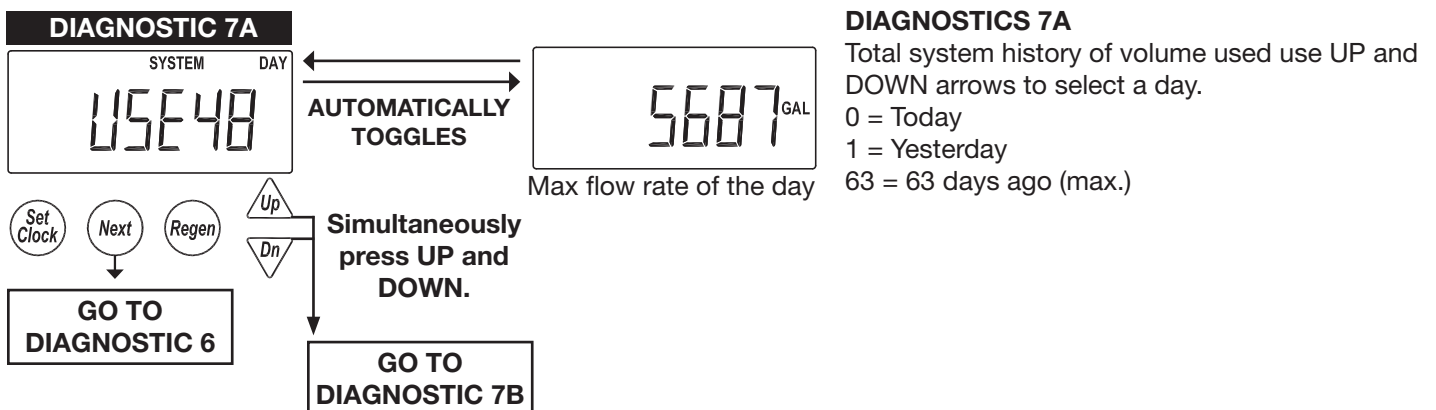 DIAGNOSTIC 7A
SYSTEM DAY
USE48
AUTOMATICALLY
TOGGLES
5687 GAL
Max flow rate of the day
Set
Clock
Next
Regen
Up
Dn
Simultaneously
press UP and
DOWN.
GO TO
DIAGNOSTIC 6
GO TO
DIAGNOSTIC 7B
DIAGNOSTICS 7A
Total system history of volume used use UP and
DOWN arrows to select a day.
0 = Today
1 = Yesterday
63 = 63 days ago (max.)